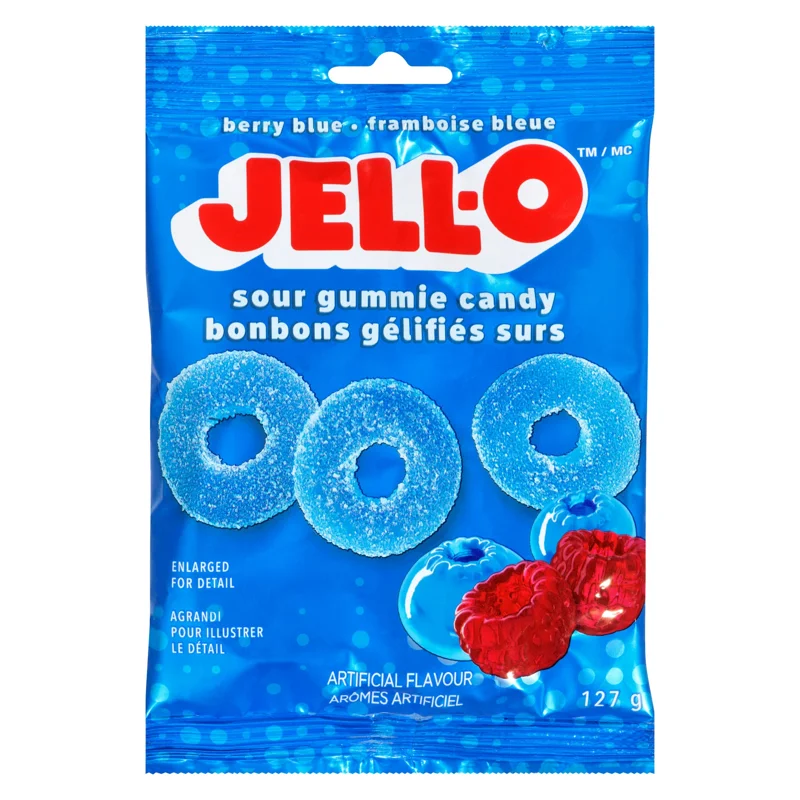 berry blue • framboise bleue
JELL-O TM / MC
sour gummie candy
bonbons gélifiés surs
ENLARGED
FOR DETAIL
AGRANDI
POUR ILLUSTRER
LE DÉTAIL
ARTIFICIAL FLAVOUR
ARÔMES ARTIFICIEL
127 g